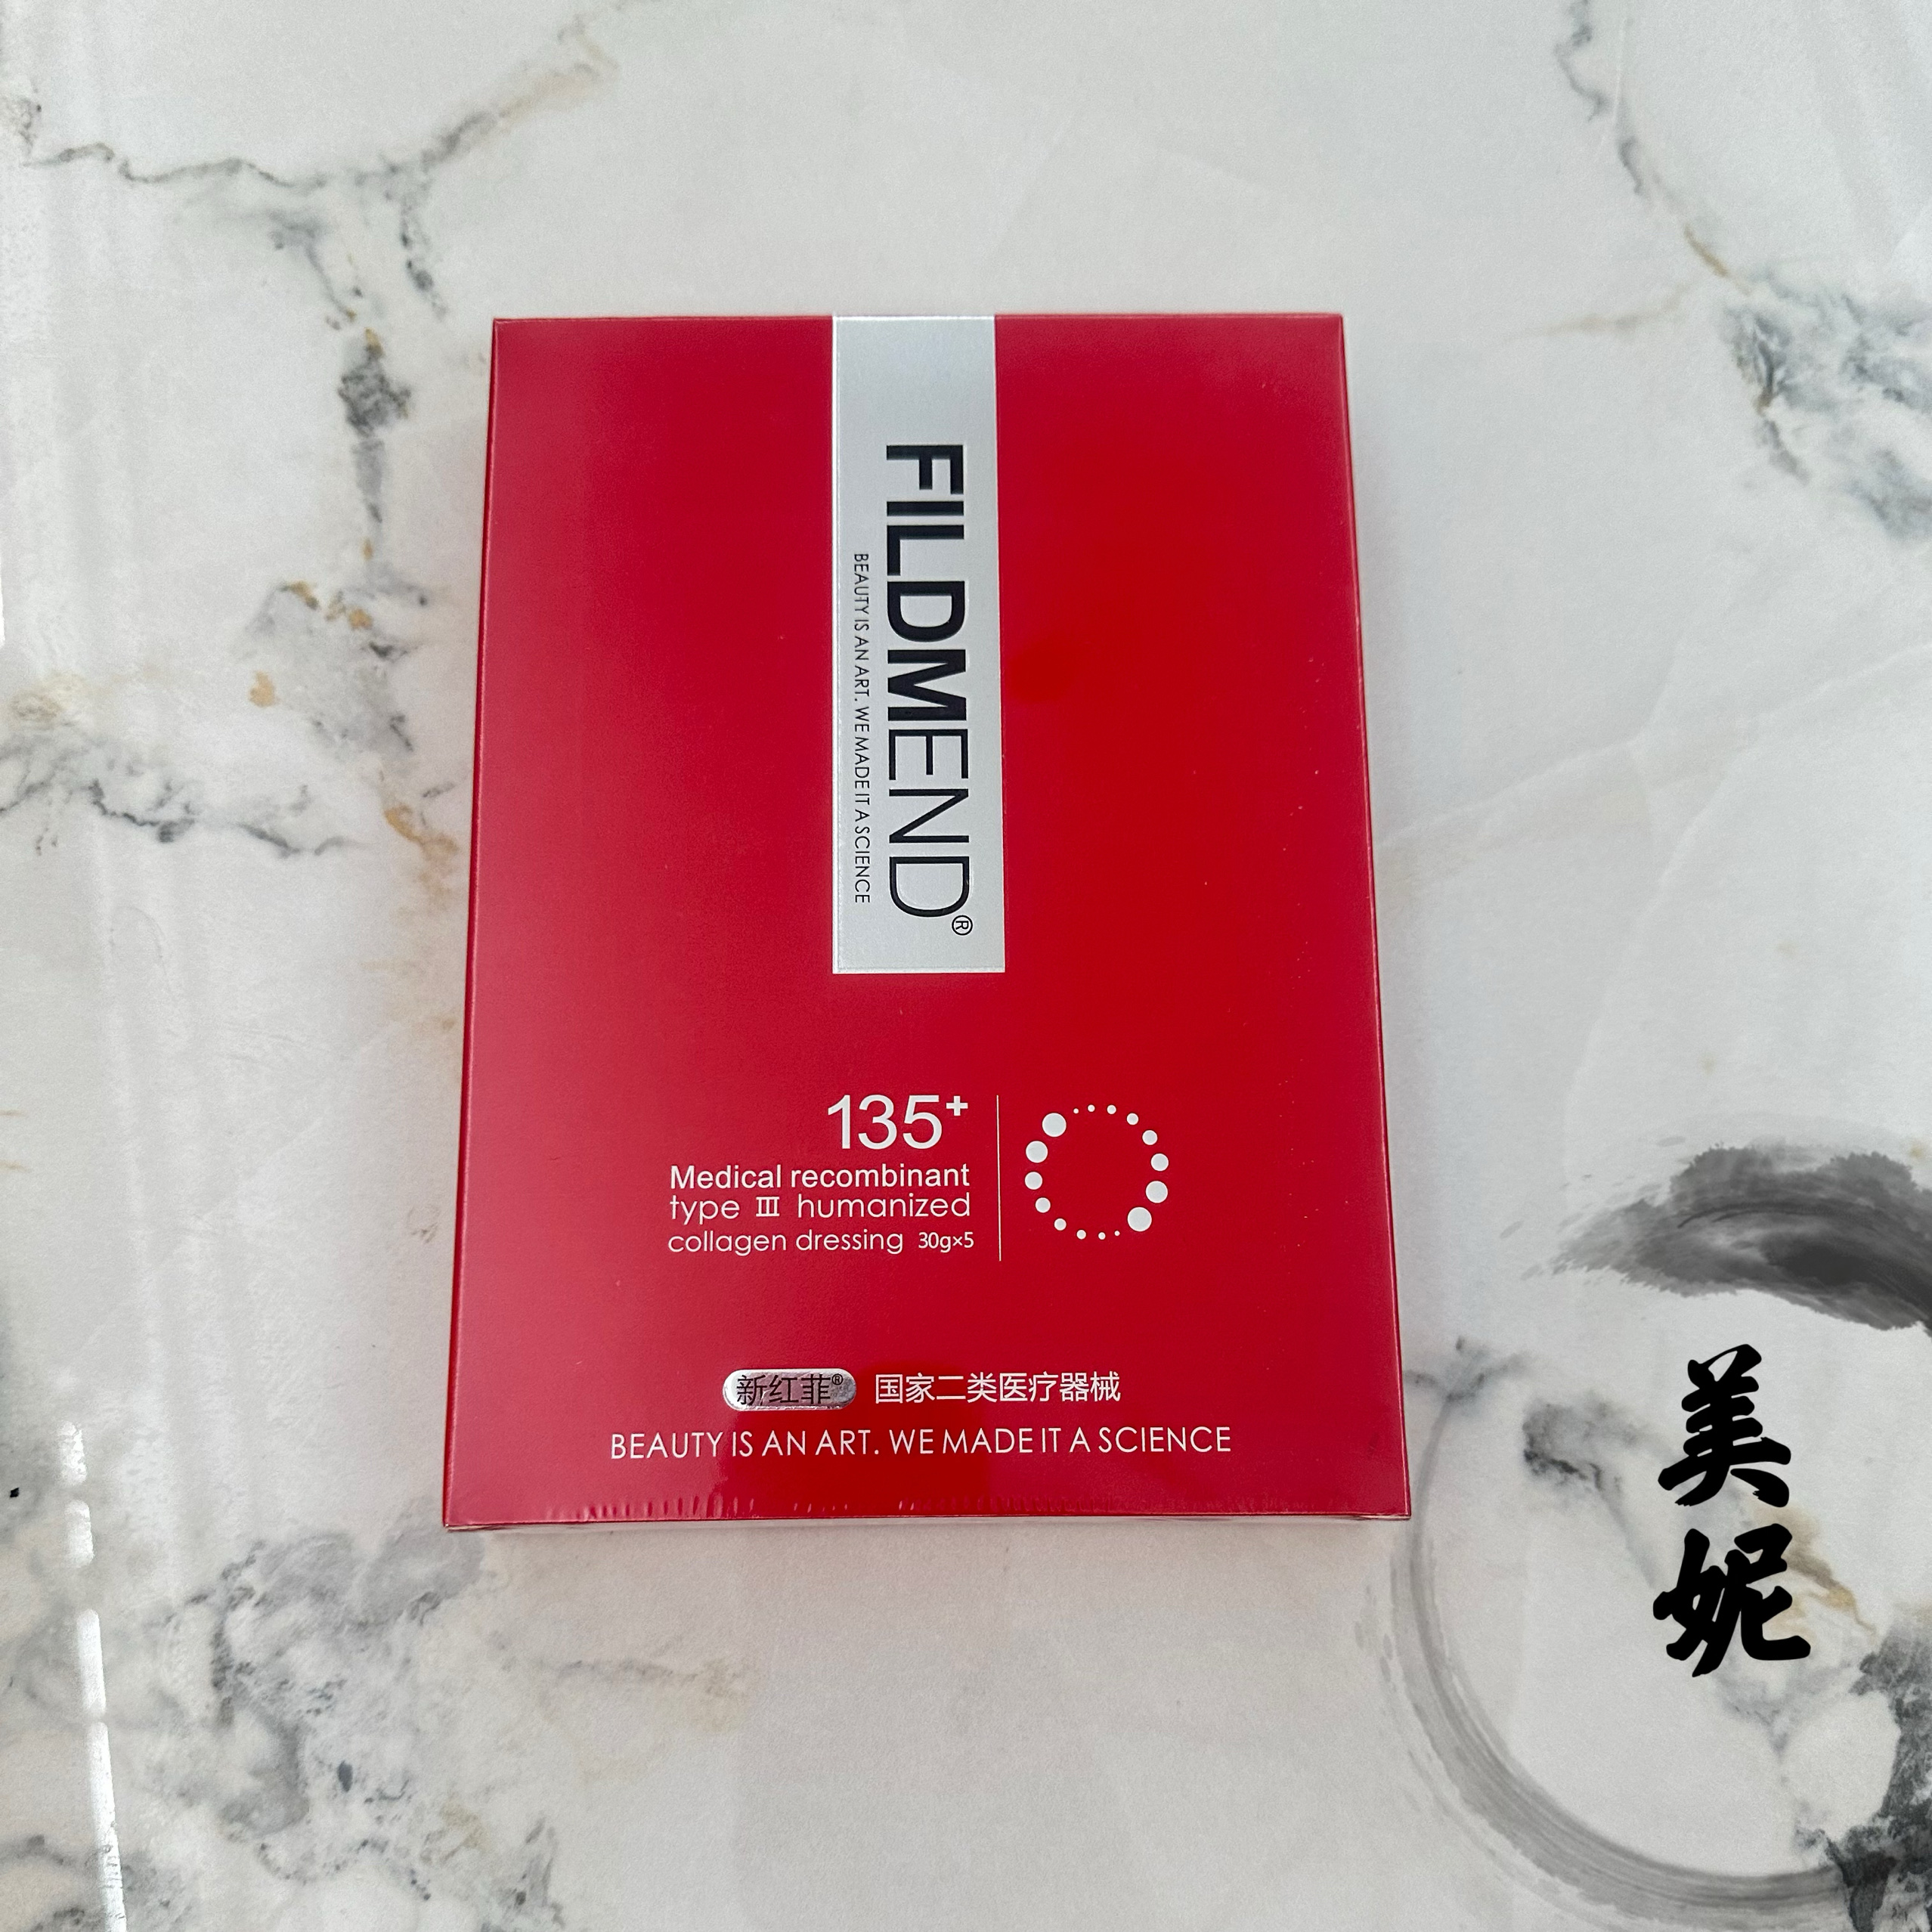 FILDMEND®
BEAUTY IS AN ART. WE MADE IT A SCIENCE
135+
Medical recombinant
type Ⅲ humanized
collagen dressing 30g×5
新红菲® 国家二类医疗器械
BEAUTY IS AN ART. WE MADE IT A SCIENCE
美妮